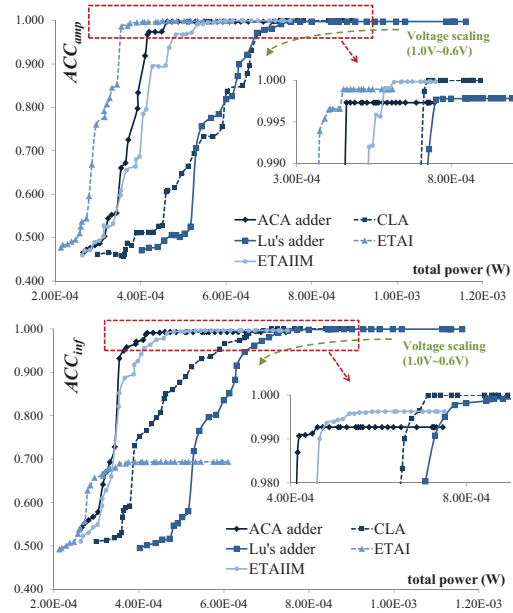 ACC_amp
1.000
0.900
0.800
0.700
0.600
0.500
0.400
Voltage scaling
(1.0V~0.6V)
1.000
0.995
0.990
3.00E-04 8.00E-04
ACA adder CLA
Lu's adder ETAI
ETAIIM
total power (W)
2.00E-04 4.00E-04 6.00E-04 8.00E-04 1.00E-03 1.20E-03
ACC_inf
1.000
0.900
0.800
0.700
0.600
0.500
0.400
Voltage scaling
(1.0V~0.6V)
1.000
0.990
0.980
4.00E-04 8.00E-04
ACA adder CLA
Lu's adder ETAI
ETAIIM
total power (W)
2.00E-04 4.00E-04 6.00E-04 8.00E-04 1.00E-03 1.20E-03